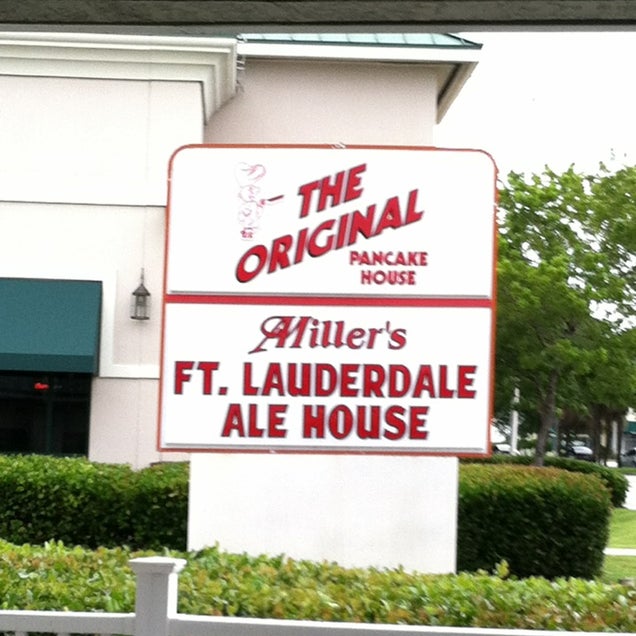 THE
ORIGINAL
PANCAKE
HOUSE
Miller's
FT. LAUDERDALE
ALE HOUSE